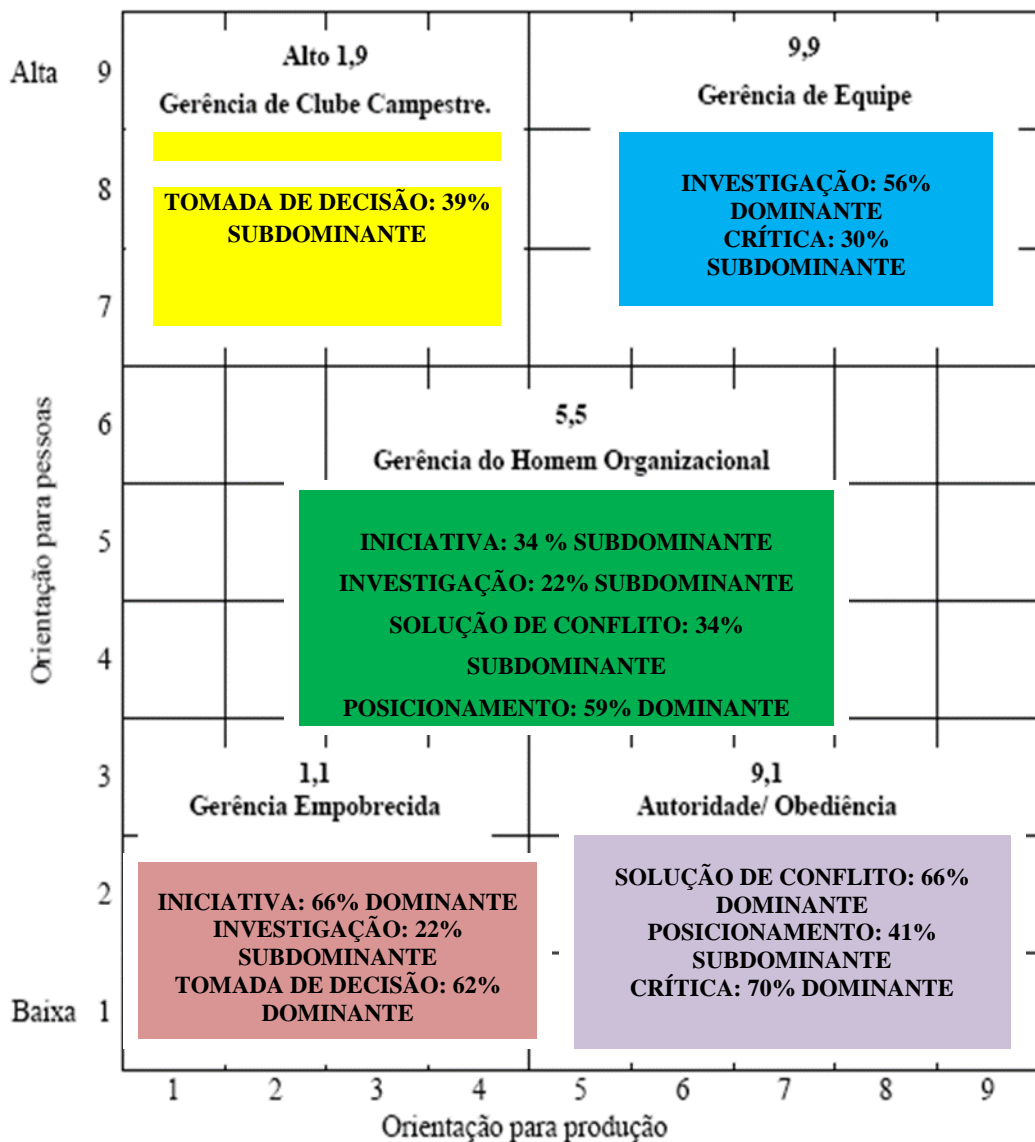 Alta
9
Alto 1,9
Gerência de Clube Campestre.
9,9
Gerência de Equipe
8
TOMADA DE DECISÃO: 39%
SUBDOMINANTE
INVESTIGAÇÃO: 56%
DOMINANTE
CRÍTICA: 30%
SUBDOMINANTE
7
Orientação para pessoas
6
5,5
Gerência do Homem Organizacional
5
INICIATIVA: 34 % SUBDOMINANTE
INVESTIGAÇÃO: 22% SUBDOMINANTE
SOLUÇÃO DE CONFLITO: 34%
SUBDOMINANTE
POSICIONAMENTO: 59% DOMINANTE
4
3
1,1
Gerência Empobrecida
9,1
Autoridade/ Obediência
2
INICIATIVA: 66% DOMINANTE
INVESTIGAÇÃO: 22%
SUBDOMINANTE
TOMADA DE DECISÃO: 62%
DOMINANTE
SOLUÇÃO DE CONFLITO: 66%
DOMINANTE
POSICIONAMENTO: 41%
SUBDOMINANTE
CRÍTICA: 70% DOMINANTE
Baixa
1
1 2 3 4 5 6 7 8 9
Orientação para produção